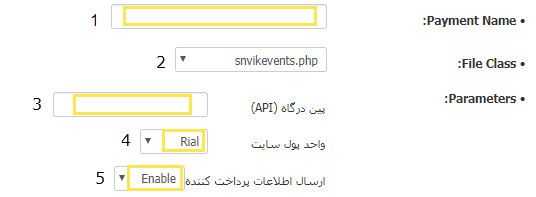 • Payment Name:
1
• File Class:
snvikevents.php
2
• Parameters:
پین درگاه (API)
3
واحد پول سایت
Rial
4
ارسال اطلاعات پرداخت کننده
Enable
5